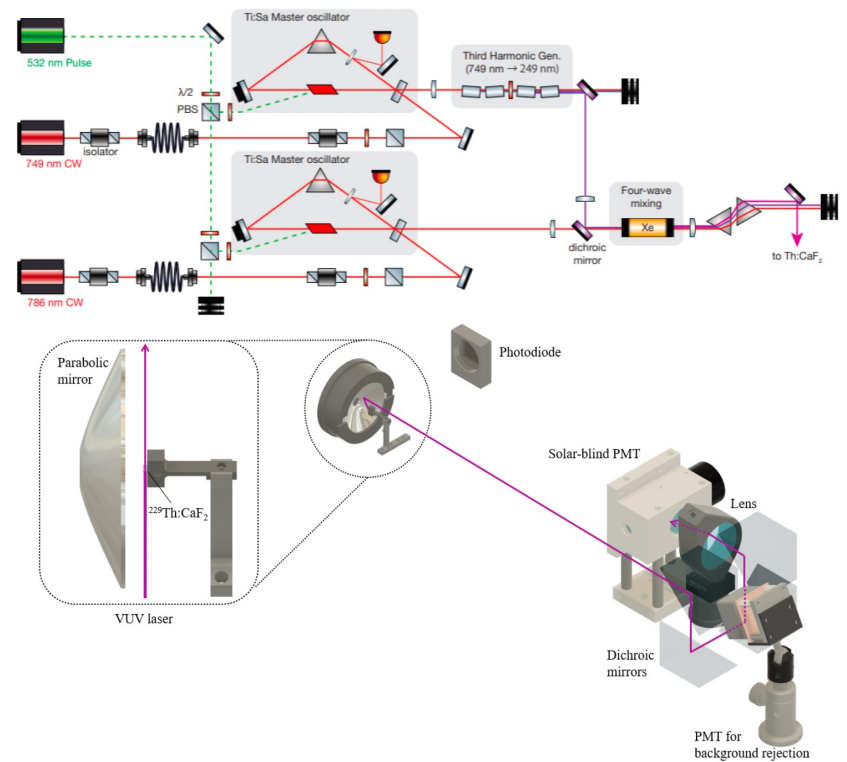 Ti:Sa Master oscillator
532 nm Pulse
Third Harmonic Gen.
(749 nm → 249 nm)
λ/2
PBS
isolator
749 nm CW
Ti:Sa Master oscillator
Four-wave
mixing
Xe
dichroic
mirror
to Th:CaF₂
786 nm CW
Parabolic
mirror
Photodiode
Solar-blind PMT
Lens
²²⁹Th:CaF₂
VUV laser
Dichroic
mirrors
PMT for
background rejection